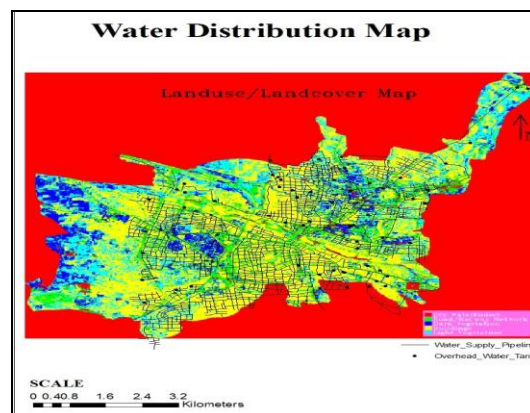 Water Distribution Map
Landuse/Landcover Map
Water_Supply_Pipelin
Overhead_Water_Tan
SCALE
0 0.40.8 1.6 2.4 3.2
Kilometers